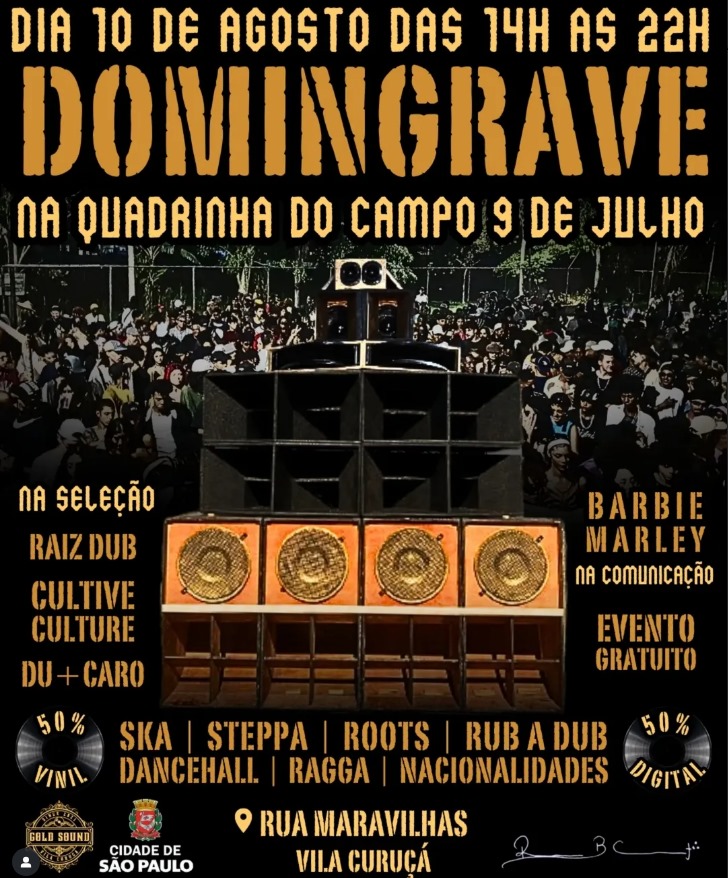 DIA 10 DE AGOSTO DAS 14H AS 22H
DOMINGRAVE
NA QUADRINHA DO CAMPO 9 DE JULHO
NA SELEÇÃO
RAIZ DUB
CULTIVE
CULTURE
DU + CARO
BARBIE
MARLEY
NA COMUNICAÇÃO
EVENTO
GRATUITO
50%
VINIL
SKA | STEPPA | ROOTS | RUB A DUB
DANCEHALL | RAGGA | NACIONALIDADES
50%
DIGITAL
GOLD SOUND
CIDADE DE
SÃO PAULO
RUA MARAVILHAS
VILA CURUÇÁ